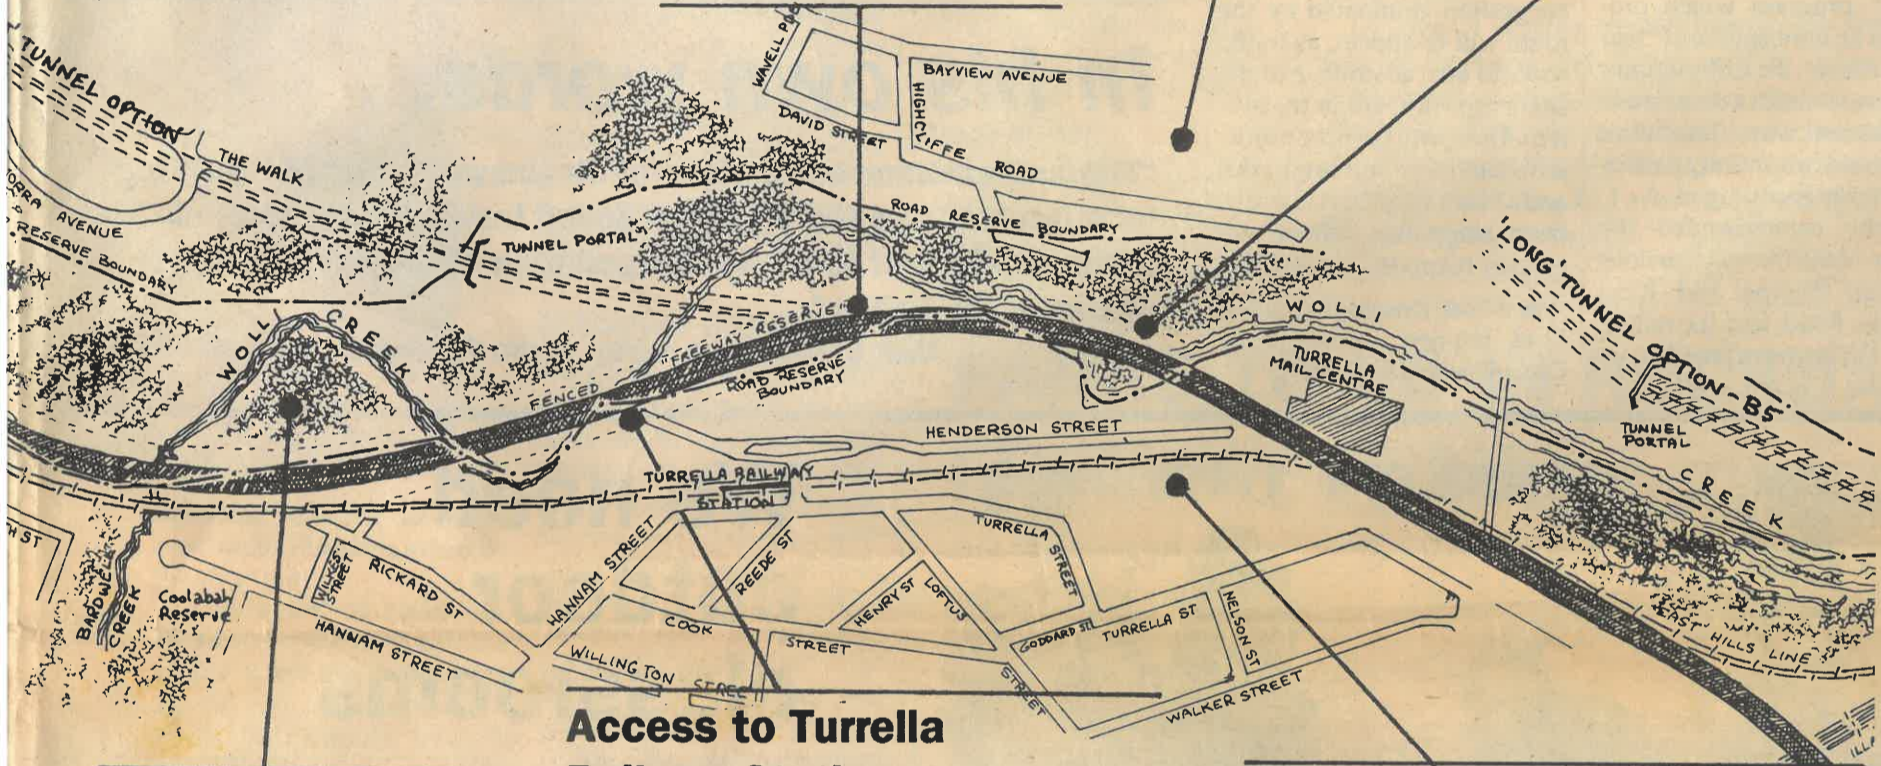 TUNNEL OPTION
THE WALK
AVENUE
RESERVE BOUNDARY
WOLLI CREEK
TUNNEL PORTAL
WAVELL
DAVID STREET
BAYVIEW AVENUE
HIGHCLIFFE ROAD
ROAD RESERVE BOUNDARY
FENCED FREEWAY RESERVE
ROAD RESERVE
BOUNDARY
WOLLI CREEK
'LONG' TUNNEL OPTION-B5
TUNNEL
PORTAL
TURRELLA
MAIL CENTRE
HENDERSON STREET
TURRELLA RAILWAY
STATION
EAST HILLS LINE
BARDWELL
CREEK
Coolabah
Reserve
WILKES
STREET
RICKARD ST
HANNAM STREET
HANNAM STREET
REEDE ST
COOK STREET
HENRY ST
LOFTUS STREET
TURRELLA STREET
GODDARD ST
TURRELLA ST
NELSON ST
WALKER STREET
WILLINGTON STREE
Access to Turrella